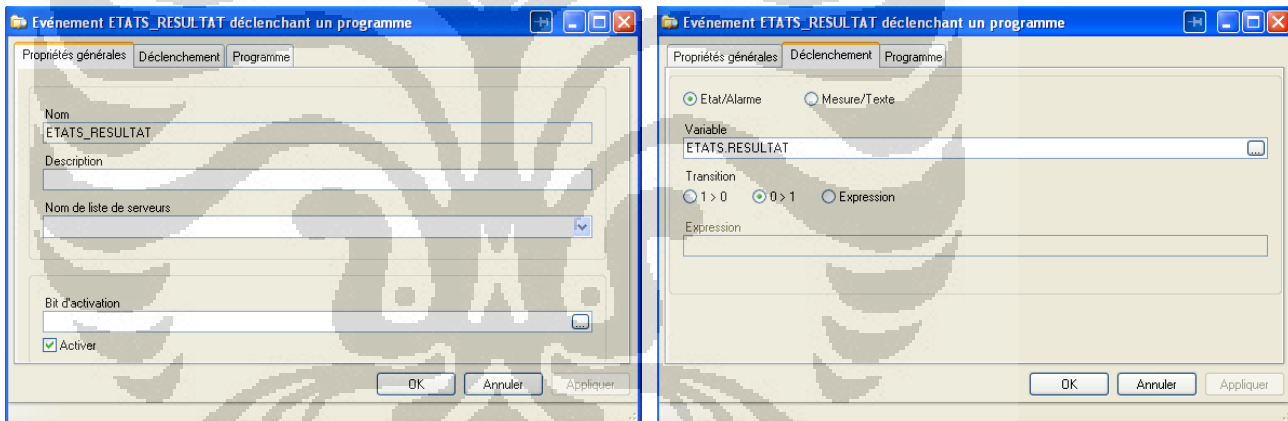 Evénement ETATS_RESULTAT déclenchant un programme
Propriétés générales Déclenchement Programme
Nom
ETATS_RESULTAT
Description
Nom de liste de serveurs
Bit d'activation
...
Activer
OK Annuler Appliquer
Evénement ETATS_RESULTAT déclenchant un programme
Propriétés générales Déclenchement Programme
Etat/Alarme Mesure/Texte
Variable
ETATS.RESULTAT ...
Transition
1 > 0 0 > 1 Expression
Expression
OK Annuler Appliquer